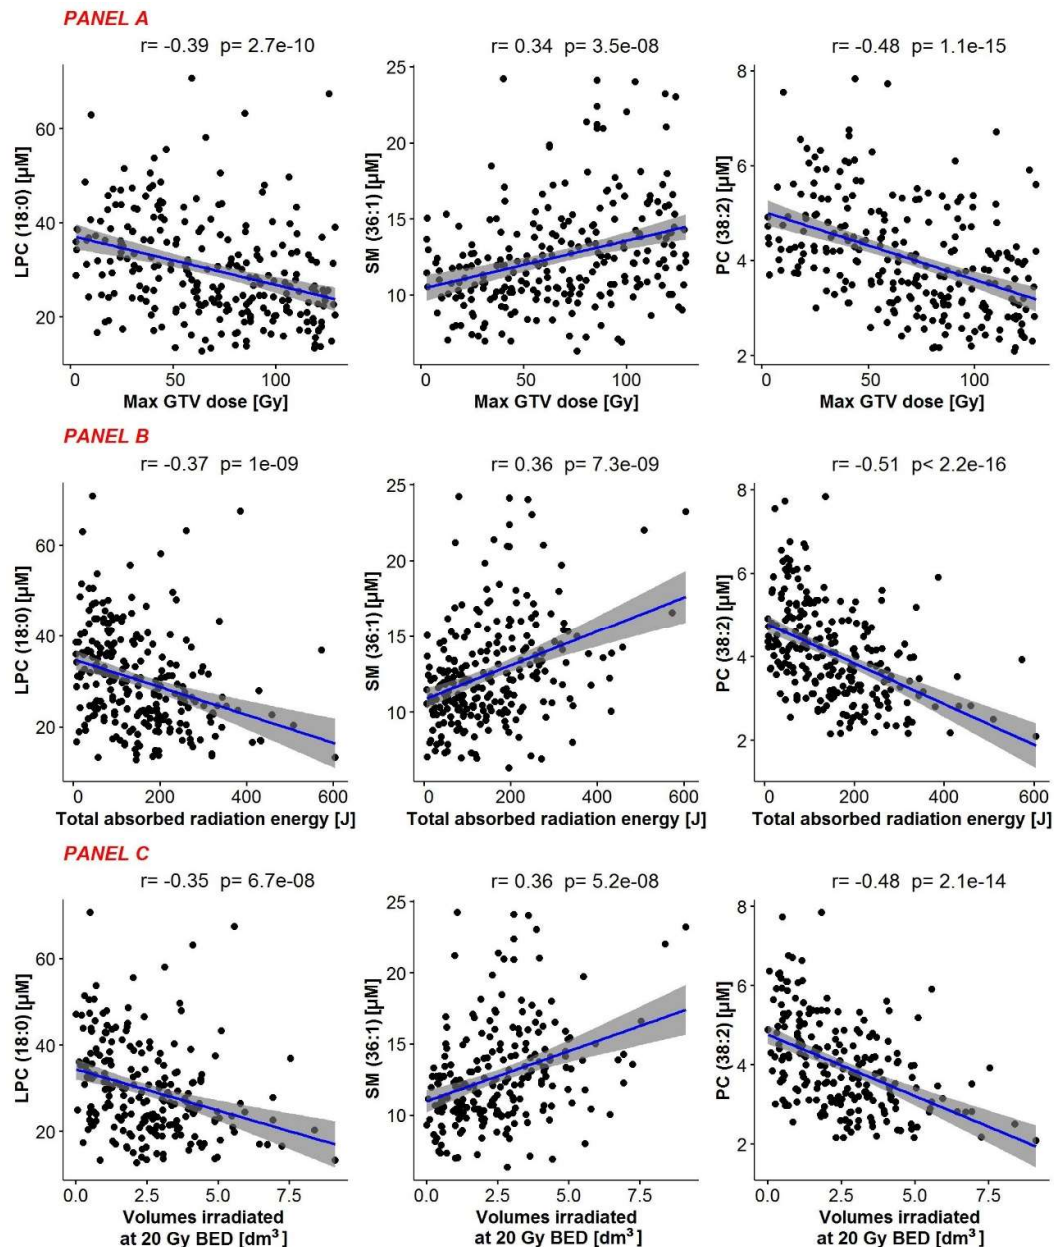 PANEL A
r= -0.39 p= 2.7e-10
r= 0.34 p= 3.5e-08
r= -0.48 p= 1.1e-15
LPC (18:0) [µM]
60
40
20
0
50
100
Max GTV dose [Gy]
SM (36:1) [µM]
25
20
15
10
0
50
100
Max GTV dose [Gy]
PC (38:2) [µM]
8
6
4
2
0
50
100
Max GTV dose [Gy]
PANEL B
r= -0.37 p= 1e-09
r= 0.36 p= 7.3e-09
r= -0.51 p< 2.2e-16
LPC (18:0) [µM]
60
40
20
0
200
400
600
Total absorbed radiation energy [J]
SM (36:1) [µM]
25
20
15
10
0
200
400
600
Total absorbed radiation energy [J]
PC (38:2) [µM]
8
6
4
2
0
200
400
600
Total absorbed radiation energy [J]
PANEL C
r= -0.35 p= 6.7e-08
r= 0.36 p= 5.2e-08
r= -0.48 p= 2.1e-14
LPC (18:0) [µM]
60
40
20
0.0
2.5
5.0
7.5
Volumes irradiated
at 20 Gy BED [dm³]
SM (36:1) [µM]
25
20
15
10
0.0
2.5
5.0
7.5
Volumes irradiated
at 20 Gy BED [dm³]
PC (38:2) [µM]
8
6
4
2
0.0
2.5
5.0
7.5
Volumes irradiated
at 20 Gy BED [dm³]